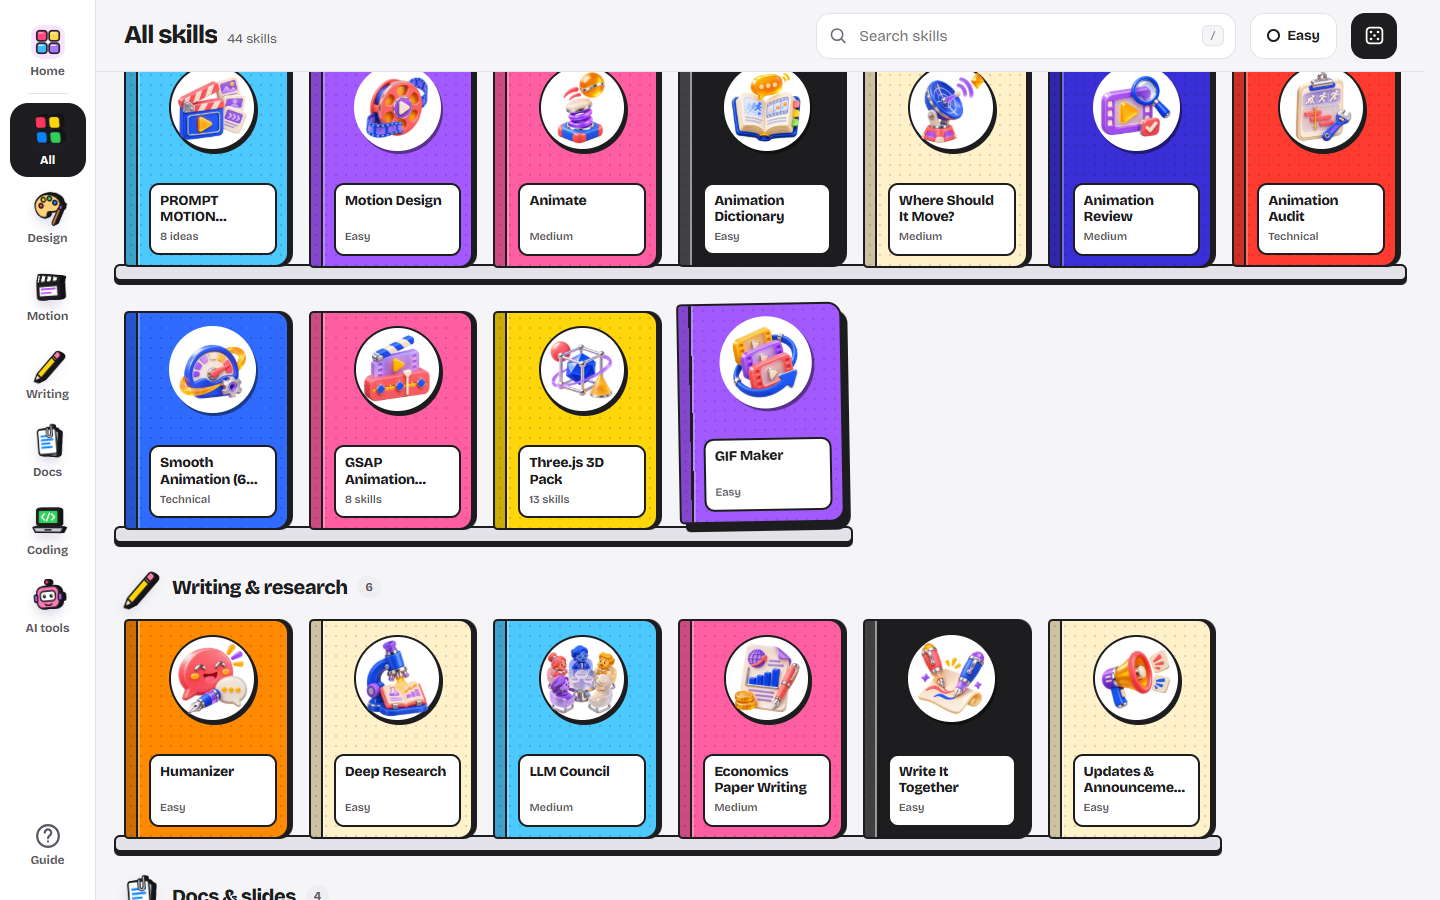 Home
All
Design
Motion
Writing
Docs
Coding
AI tools
Guide
All skills 44 skills
Search skills /
Easy
PROMPT
MOTION...
8 ideas
Motion Design
Easy
Animate
Medium
Animation
Dictionary
Easy
Where Should
It Move?
Medium
Animation
Review
Medium
Animation
Audit
Technical
Smooth
Animation (6...
Technical
GSAP
Animation...
8 skills
Three.js 3D
Pack
13 skills
GIF Maker
Easy
Writing & research 6
Humanizer
Easy
Deep Research
Easy
LLM Council
Medium
Economics
Paper Writing
Medium
Write It
Together
Easy
Updates &
Announceme...
Easy
Docs & slides 4